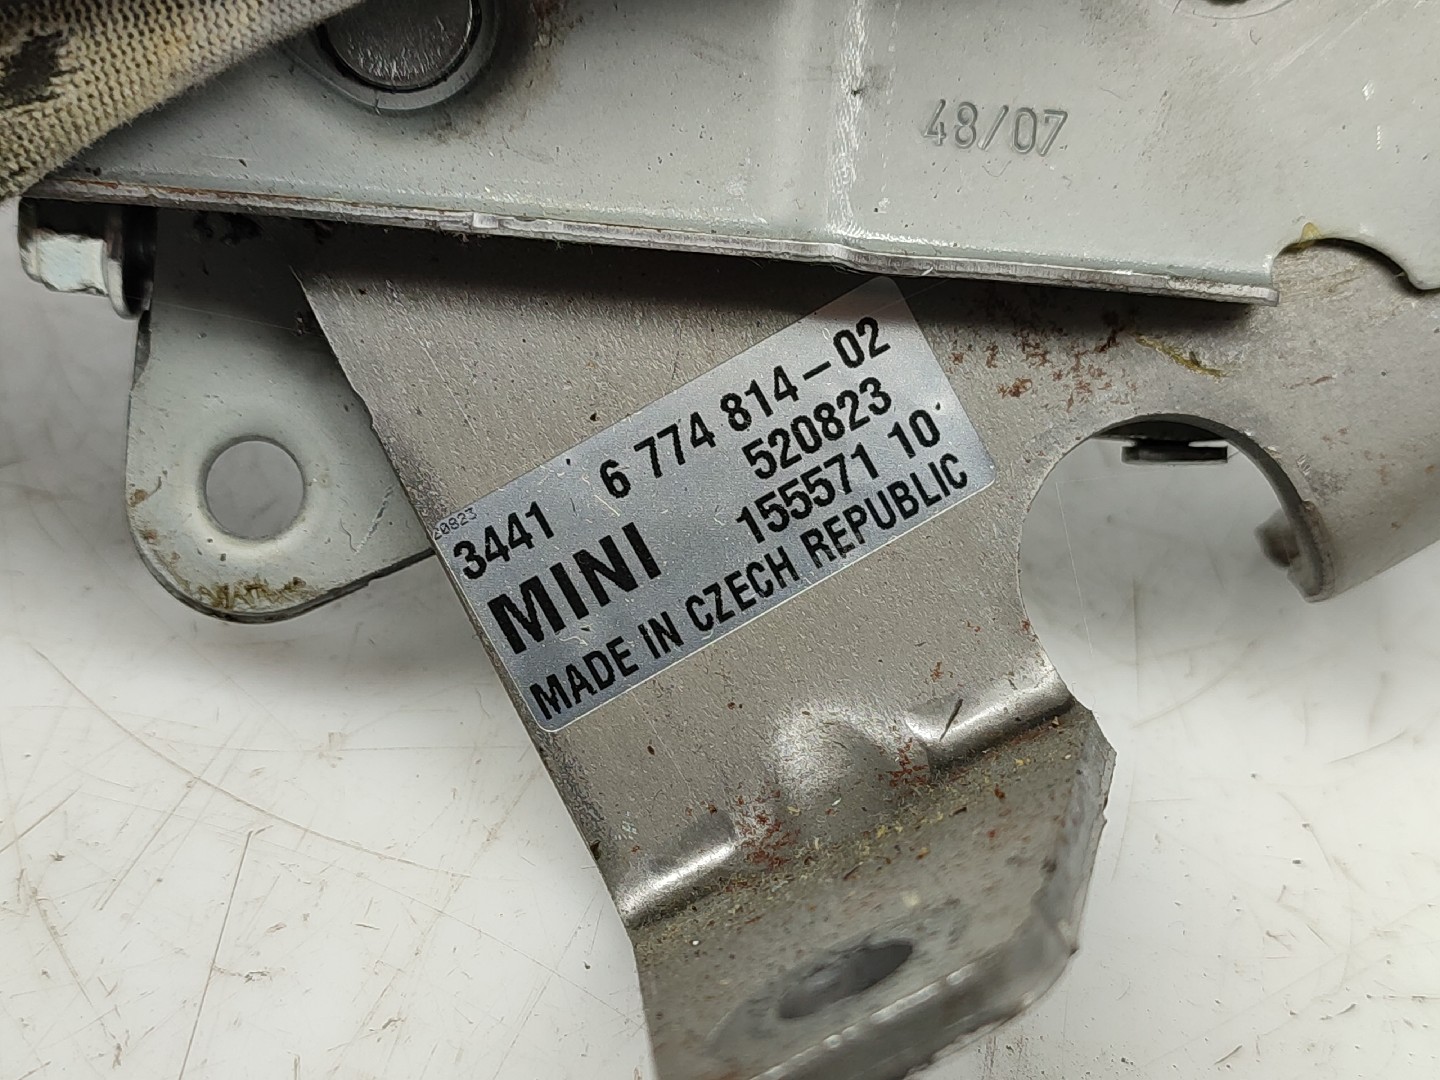 48/07
3441 6 774 814-02
520823
155571 10
MINI
MADE IN CZECH REPUBLIC
20823